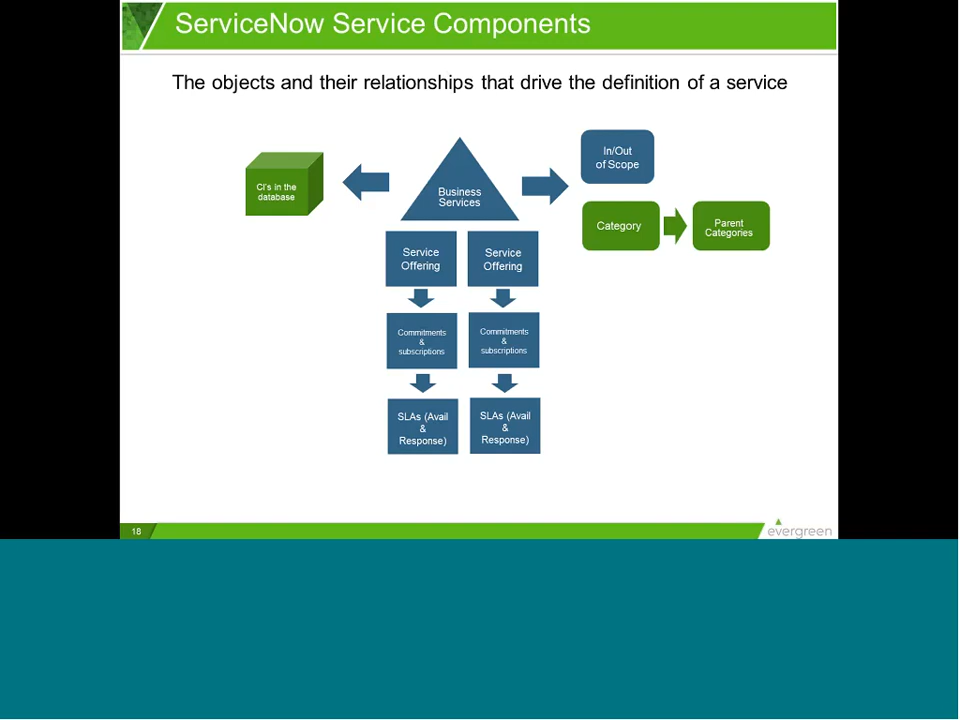 ServiceNow Service Components
The objects and their relationships that drive the definition of a service
CI's in the
database
Business
Services
In/Out
of Scope
Category
Parent
Categories
Service
Offering
Service
Offering
Commitments
&
subscriptions
Commitments
&
subscriptions
SLAs (Avail
&
Response)
SLAs (Avail
&
Response)
18
evergreen